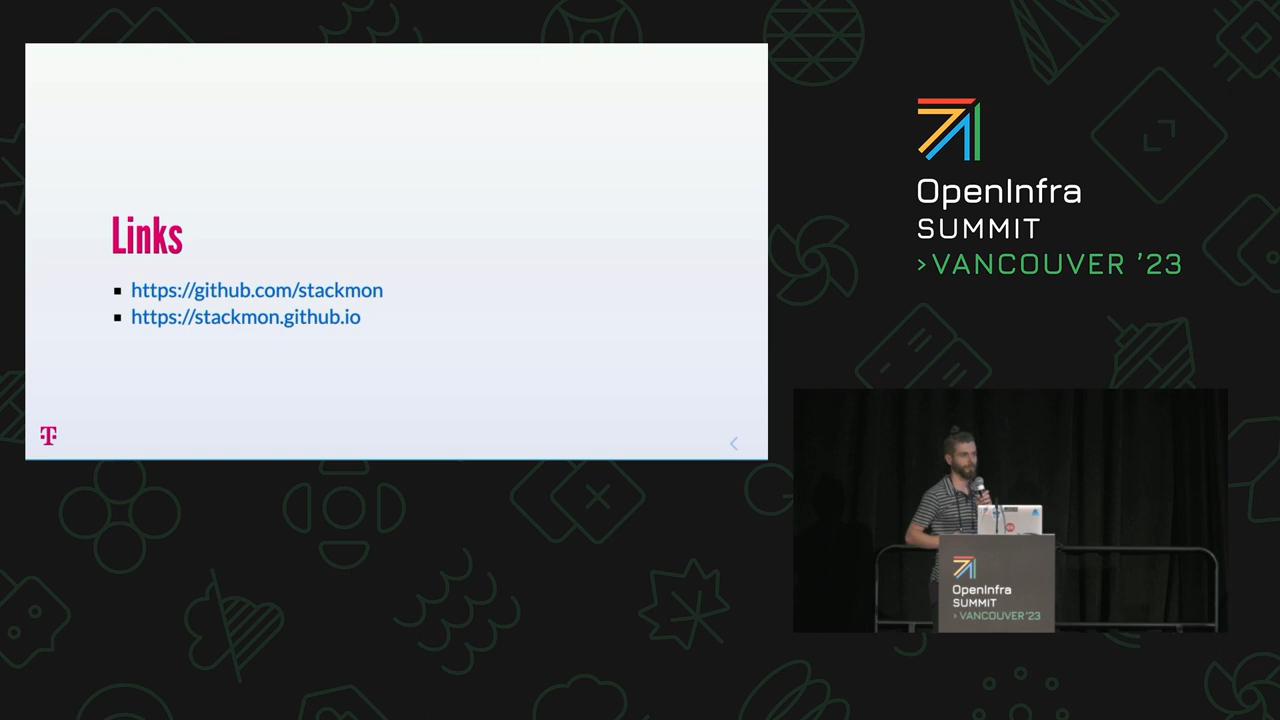 Links
https://github.com/stackmon
https://stackmon.github.io
T
OpenInfra
SUMMIT
>VANCOUVER '23
OpenInfra
SUMMIT
>VANCOUVER'23